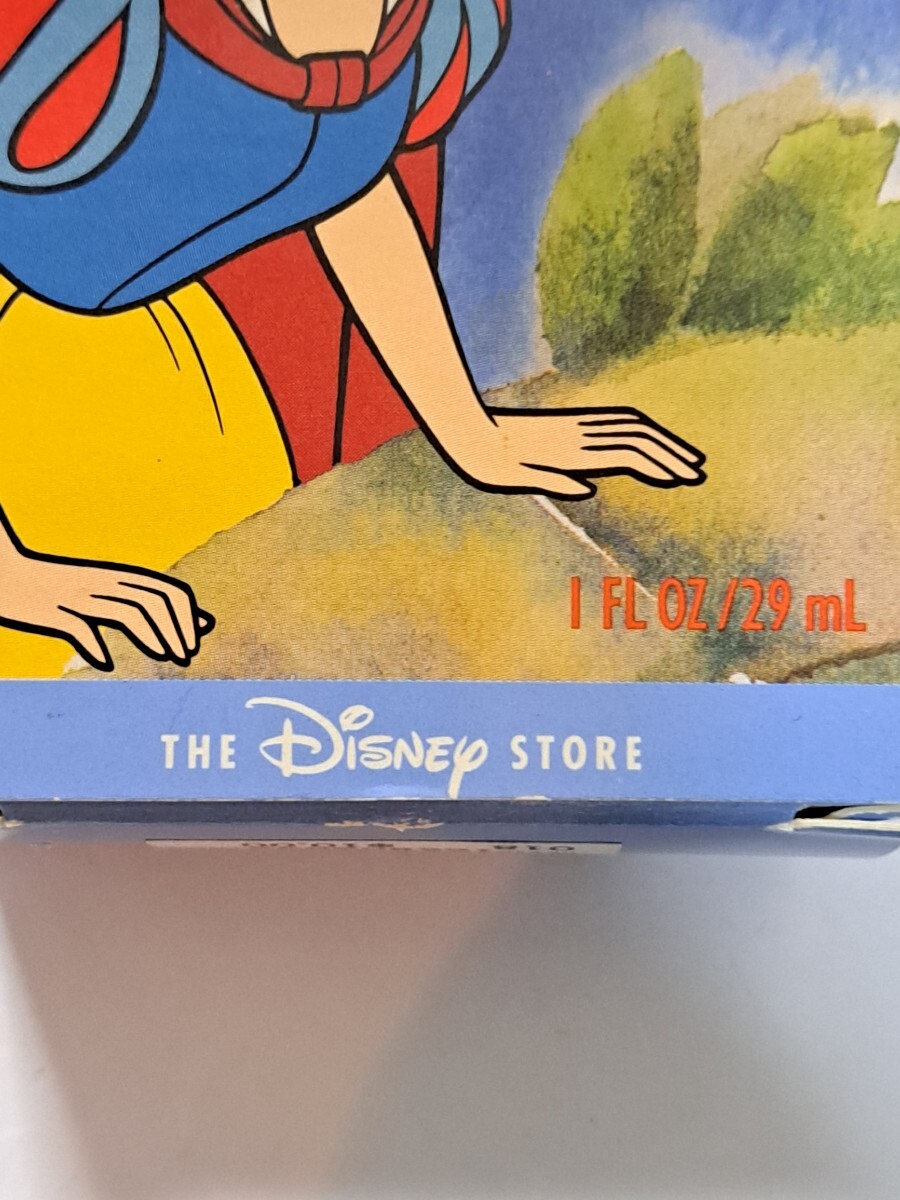 1 FL OZ/29 mL
THE Disney STORE